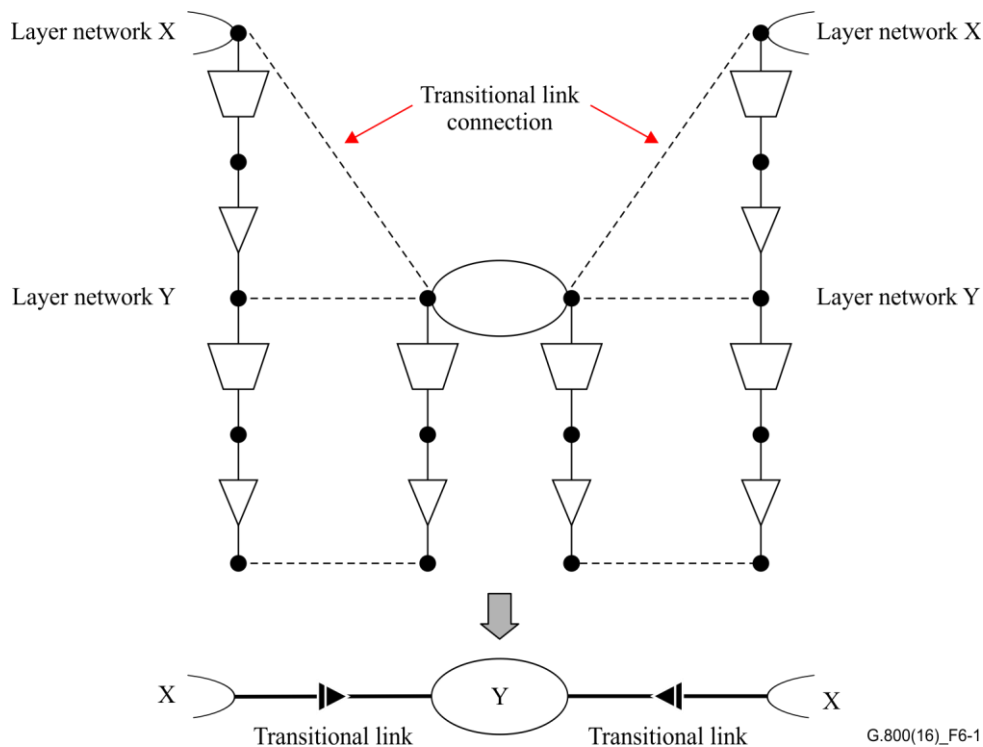 Layer network X
Layer network X
Transitional link
connection
Layer network Y
Layer network Y
X
Y
X
Transitional link
Transitional link
G.800(16)_F6-1